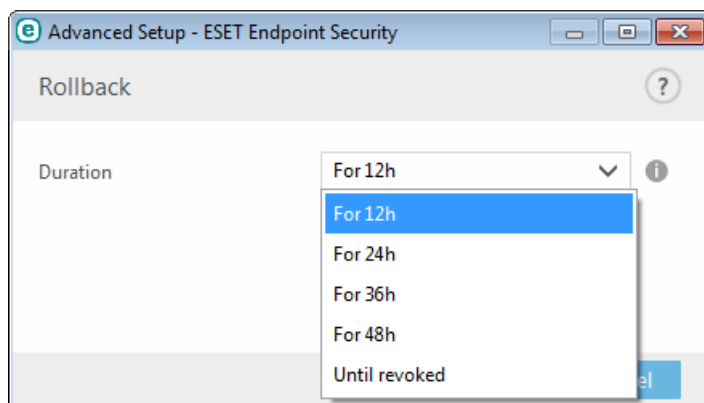 Advanced Setup - ESET Endpoint Security
Rollback
?
Duration
For 12h
i
For 12h
For 24h
For 36h
For 48h
Until revoked